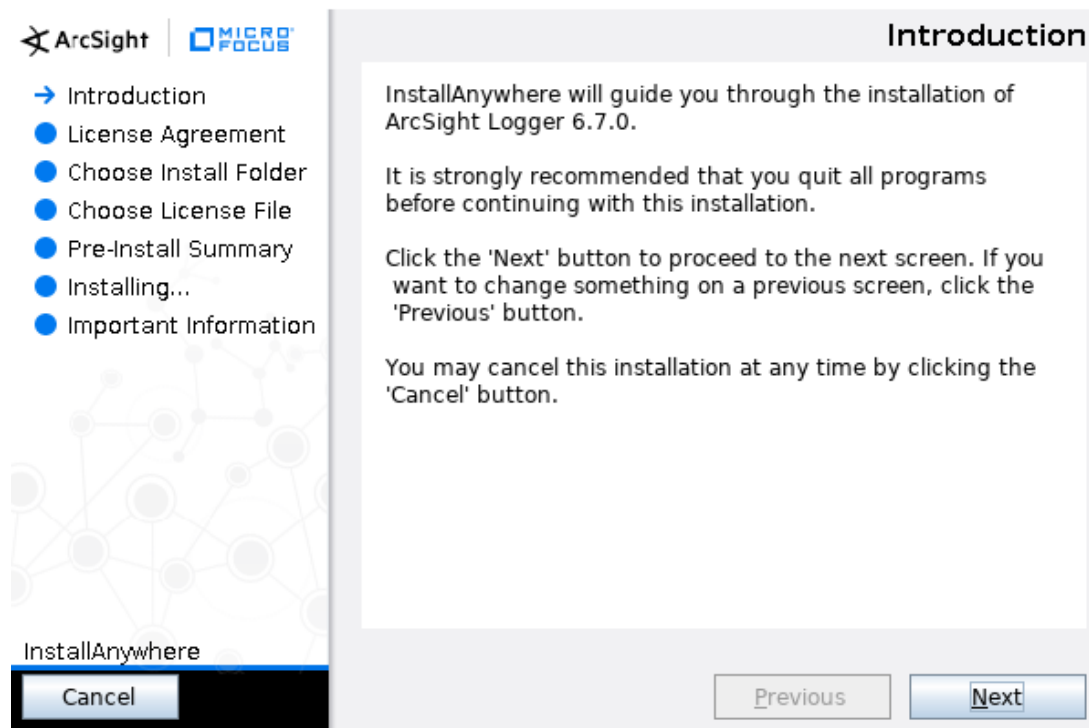 ArcSight
MICRO
FOCUS
Introduction
Introduction
License Agreement
Choose Install Folder
Choose License File
Pre-Install Summary
Installing...
Important Information
InstallAnywhere will guide you through the installation of
ArcSight Logger 6.7.0.
It is strongly recommended that you quit all programs
before continuing with this installation.
Click the 'Next' button to proceed to the next screen. If you
want to change something on a previous screen, click the
'Previous' button.
You may cancel this installation at any time by clicking the
'Cancel' button.
InstallAnywhere
Cancel
Previous
Next